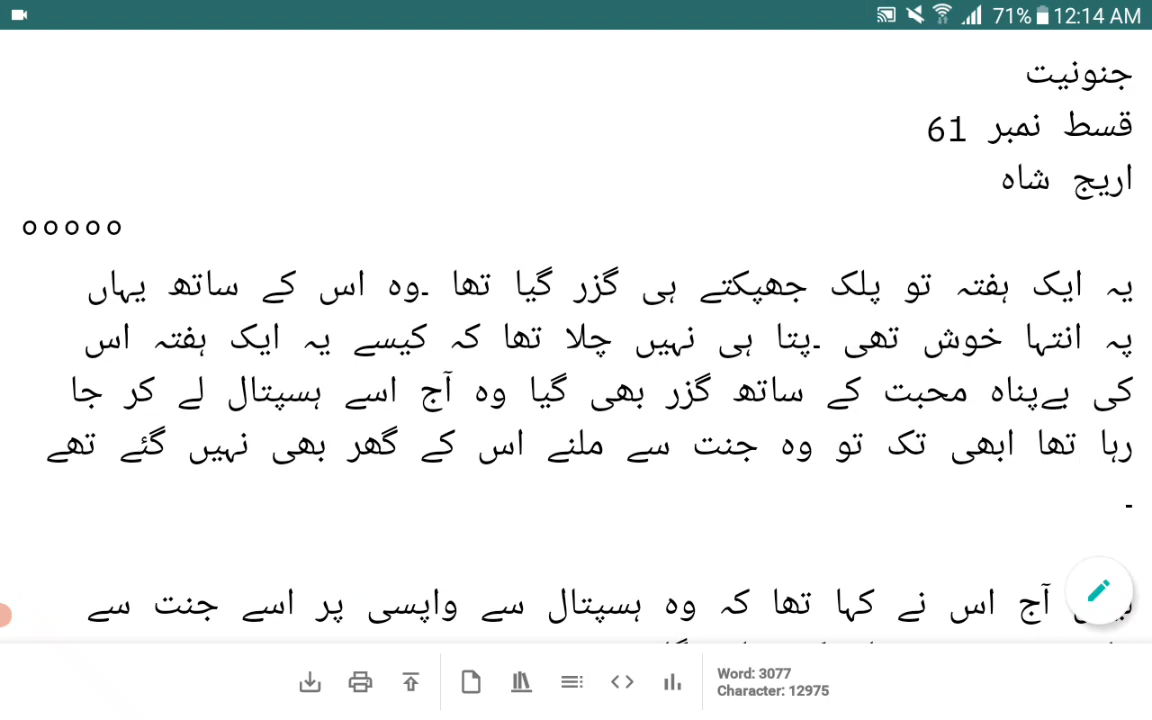 71% 12:14 AM
جنونیت
قسط نمبر 61
اریج شاہ
ooooo
یہ ایک ہفتہ تو پلک جھپکتے ہی گزر گیا تھا ۔وہ اس کے ساتھ یہاں
پہ انتہا خوش تھی ۔پتا ہی نہیں چلا تھا کہ کیسے یہ ایک ہفتہ اس
کی بےپناہ محبت کے ساتھ گزر بھی گیا وہ آج اسے ہسپتال لے کر جا
رہا تھا ابھی تک تو وہ جنت سے ملنے اس کے گھر بھی نہیں گئے تھے
۔
آج اس نے کہا تھا کہ وہ ہسپتال سے واپسی پر اسے جنت سے
Word: 3077
Character: 12975